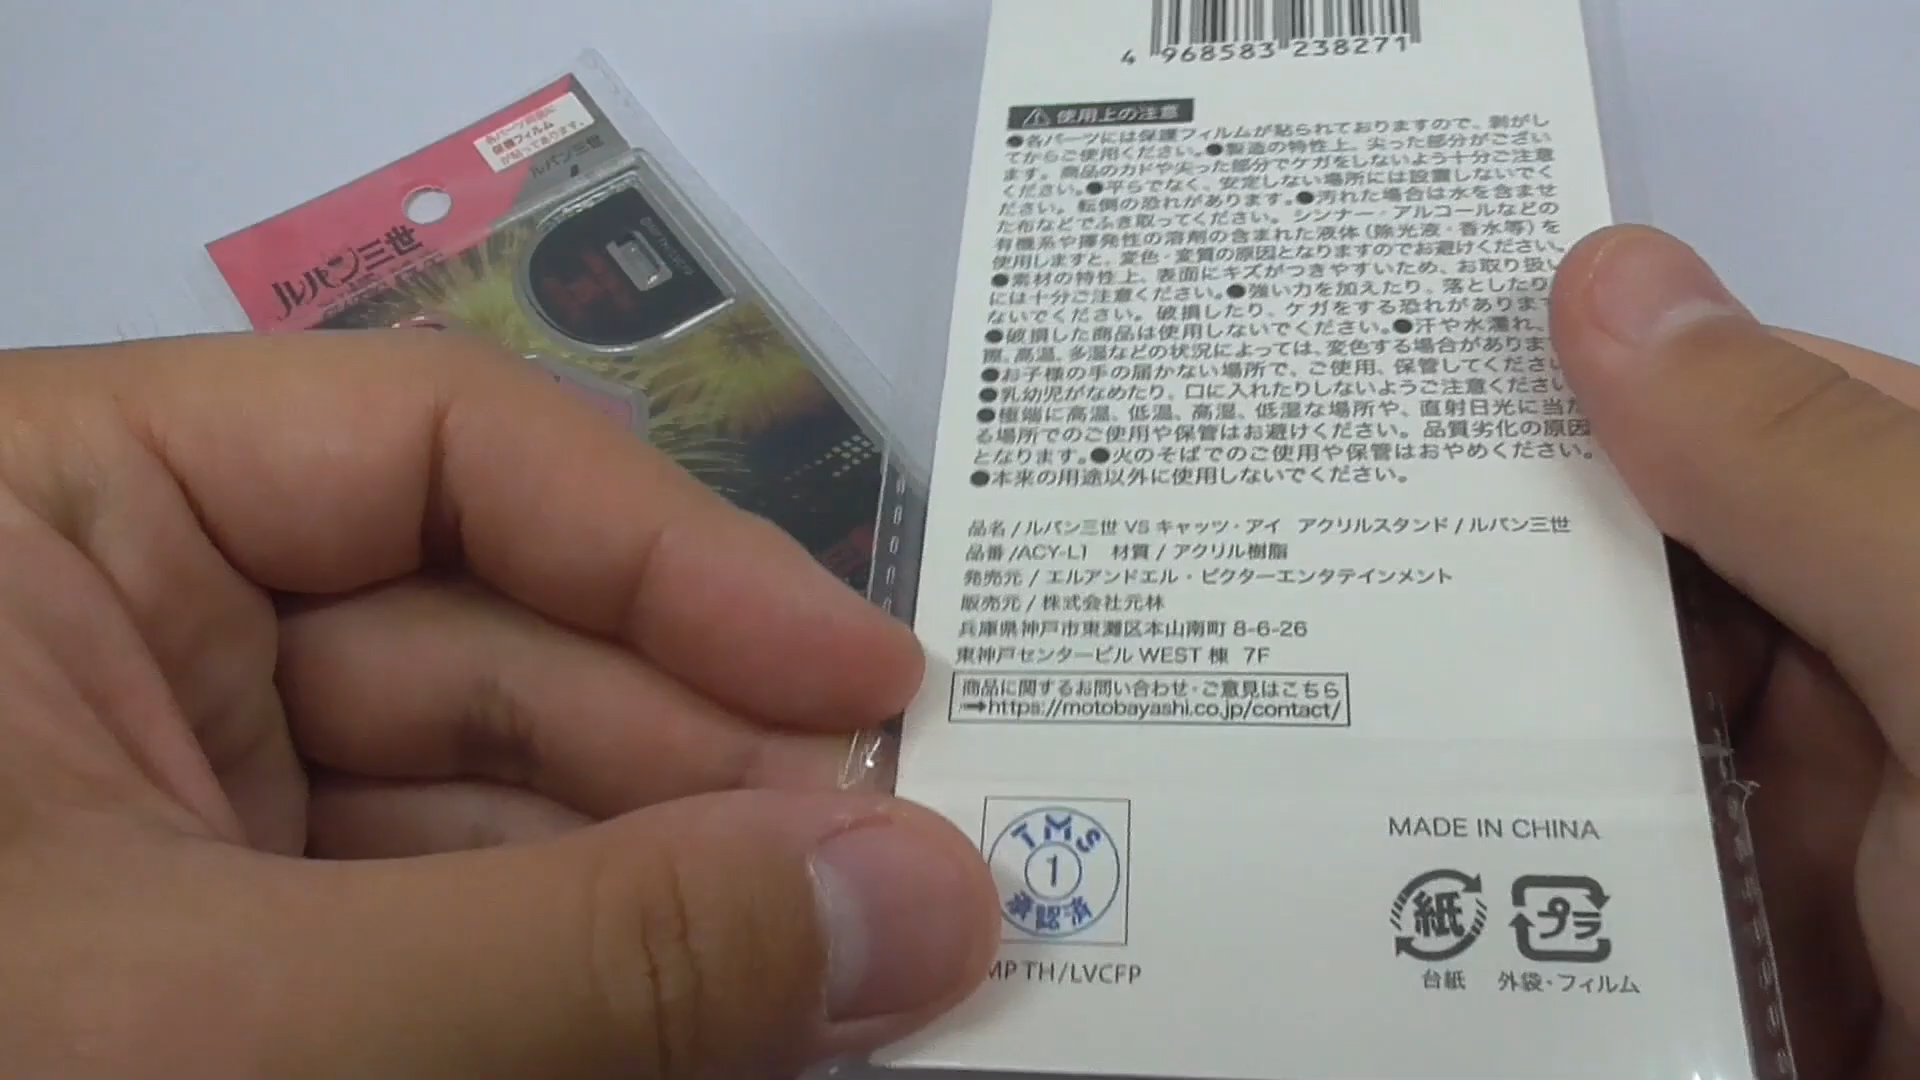 各パーツ両面に
保護フィルム
が貼ってあります。
ルパン三世
ルパン三世
4 968583 238271
使用上の注意
●各パーツには保護フィルムが貼られておりますので、剥がし
てからご使用ください。●製造の特性上、尖った部分がござい
ます。商品のカドや尖った部分でケガをしないよう十分ご注意
ください。●平らでなく、安定しない場所には設置しないでく
ださい。転倒の恐れがあります。●汚れた場合は水を含ませ
た布などでふき取ってください。シンナー・アルコールなどの
有機系や揮発性の溶剤の含まれた液体(除光液・香水等)を
使用しますと、変色・変質の原因となりますのでお避けください。
●素材の特性上、表面にキズがつきやすいため、お取り扱い
には十分ご注意ください。●強い力を加えたり、落としたり
ないでください。破損したり、ケガをする恐れがありま
●破損した商品は使用しないでください。●汗や水濡れ、
擦、高温、多湿などの状況によっては、変色する場合がありま
●お子様の手の届かない場所で、ご使用、保管してくださ
●乳幼児がなめたり、口に入れたりしないようご注意くださ
●極端に高温、低温、高湿、低湿な場所や、直射日光に当た
る場所でのご使用や保管はお避けください。品質劣化の原因
となります。●火のそばでのご使用や保管はおやめください。
●本来の用途以外に使用しないでください。
品名/ルパン三世 VS キャッツ・アイ アクリルスタンド/ルパン三世
品番/ACY-L1 材質/アクリル樹脂
発売元/エルアンドエル・ビクターエンタテインメント
販売元/株式会社元林
兵庫県神戸市東灘区本山南町 8-6-26
東神戸センタービル WEST 棟 7F
商品に関するお問い合わせ・ご意見はこちら
➡https://motobayashi.co.jp/contact/
TMS
1
承認済
MP TH/LVCFP
MADE IN CHINA
紙
プラ
台紙
外袋・フィルム